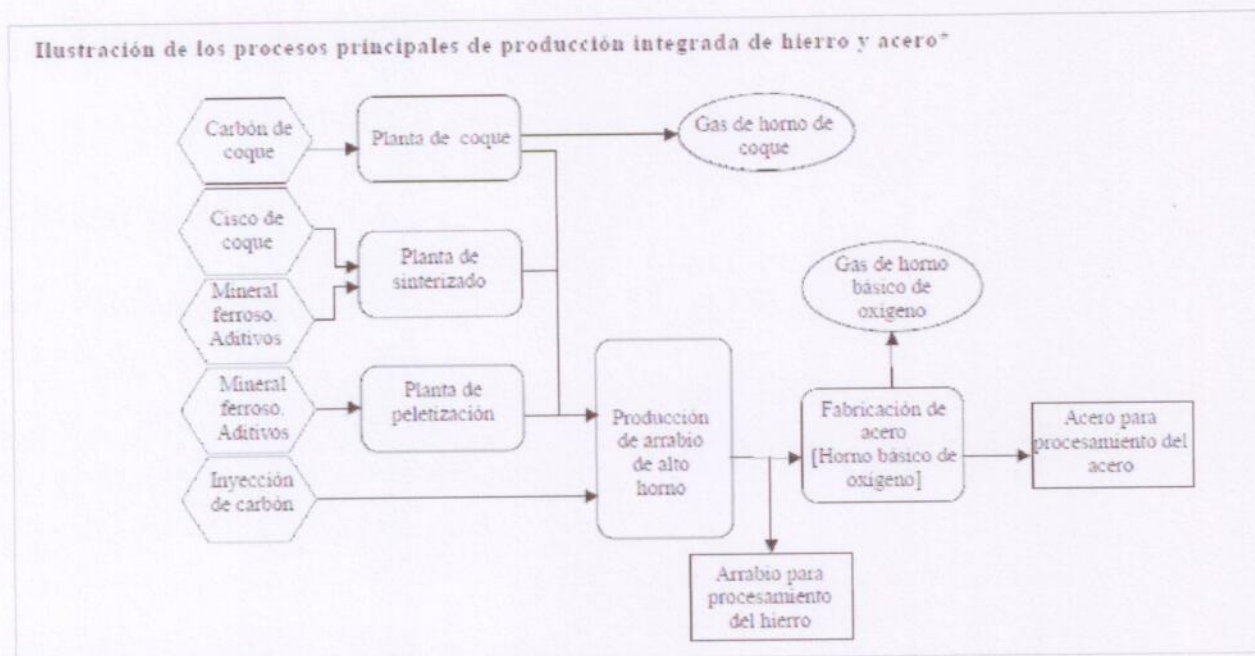 Ilustración de los procesos principales de producción integrada de hierro y acero*
Carbón de
coque
Planta de coque
Gas de horno de
coque
Cisco de
coque
Planta de
sinterizado
Mineral
ferroso.
Aditivos
Gas de horno
básico de
oxígeno
Mineral
ferroso.
Aditivos
Planta de
peletización
Producción
de arrabio
de alto
horno
Fabricación de
acero
[Horno básico de
oxígeno]
Acero para
procesamiento del
acero
Inyección
de carbón
Arrabio para
procesamiento
del hierro